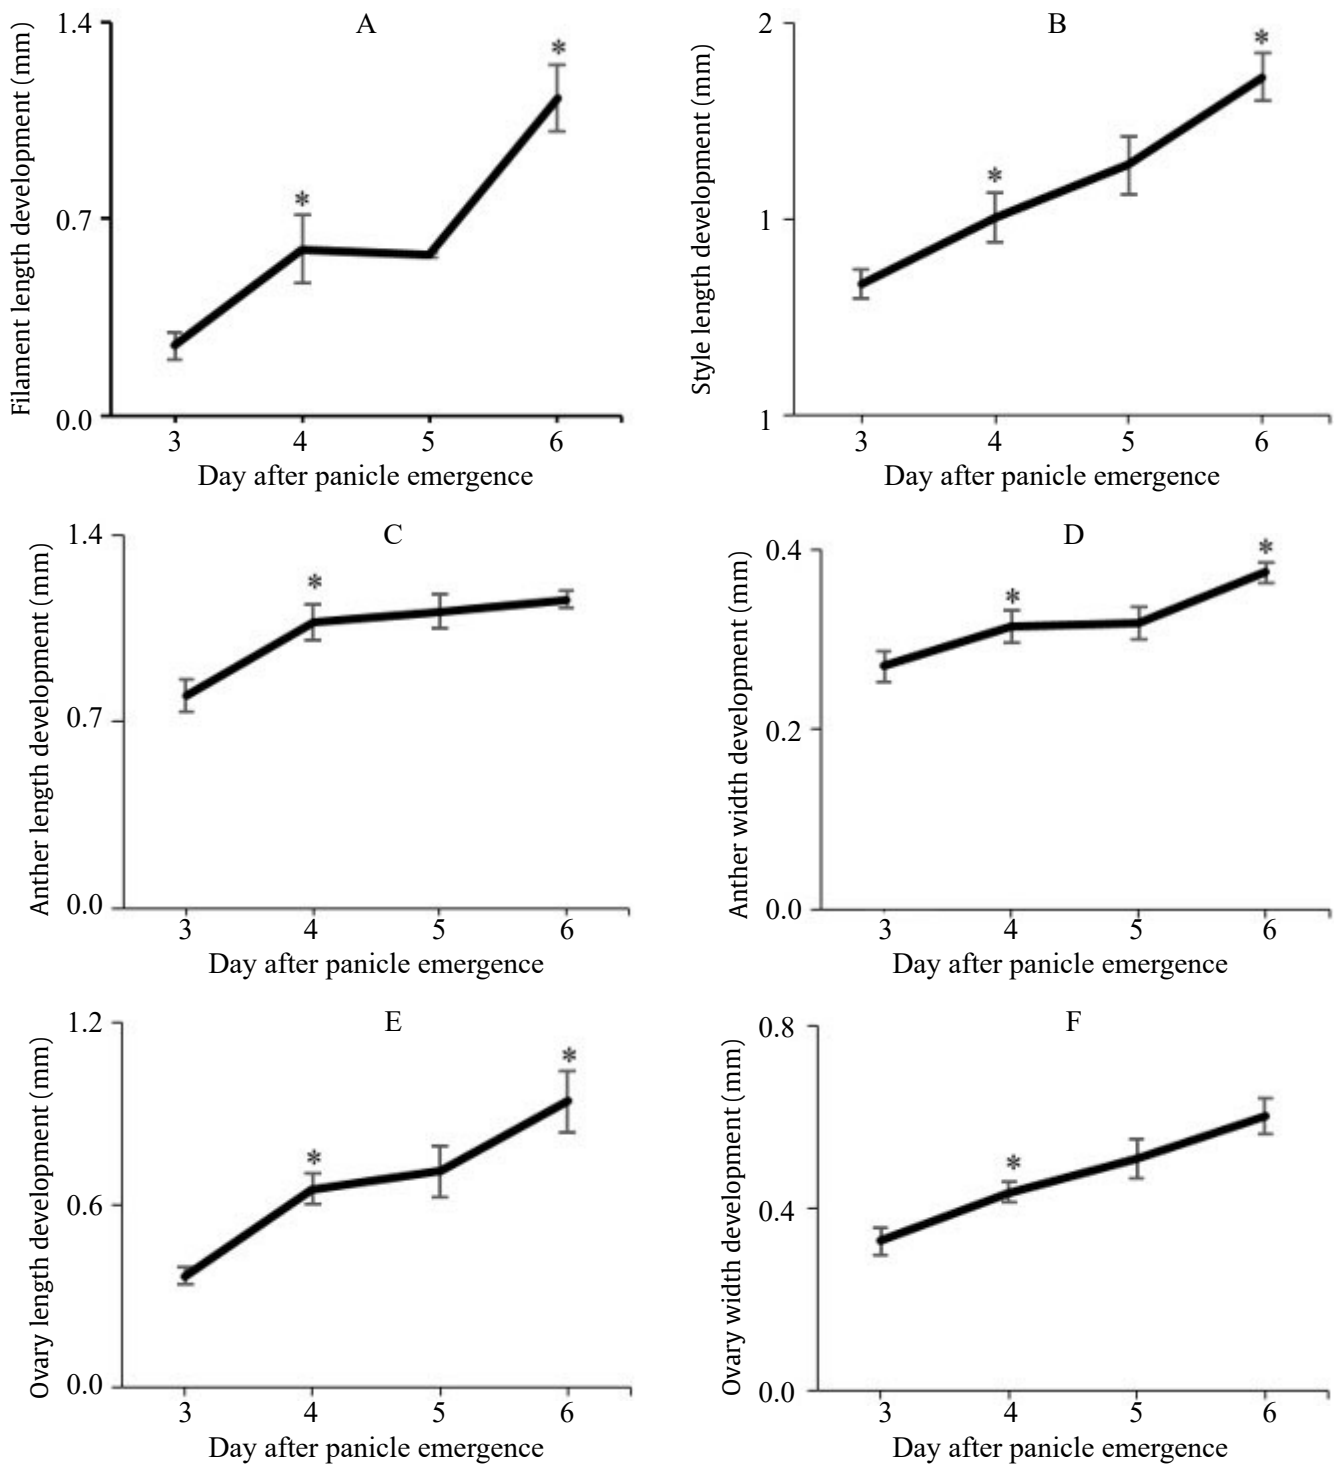 A
Filament length development (mm)
1.4
0.7
0.0
*
*
3 4 5 6
Day after panicle emergence
B
Style length development (mm)
2
1
1
*
*
3 4 5 6
Day after panicle emergence
C
Anther length development (mm)
1.4
0.7
0.0
*
3 4 5 6
Day after panicle emergence
D
Anther width development (mm)
0.4
0.2
0.0
*
*
3 4 5 6
Day after panicle emergence
E
Ovary length development (mm)
1.2
0.6
0.0
*
*
3 4 5 6
Day after panicle emergence
F
Ovary width development (mm)
0.8
0.4
0.0
*
3 4 5 6
Day after panicle emergence